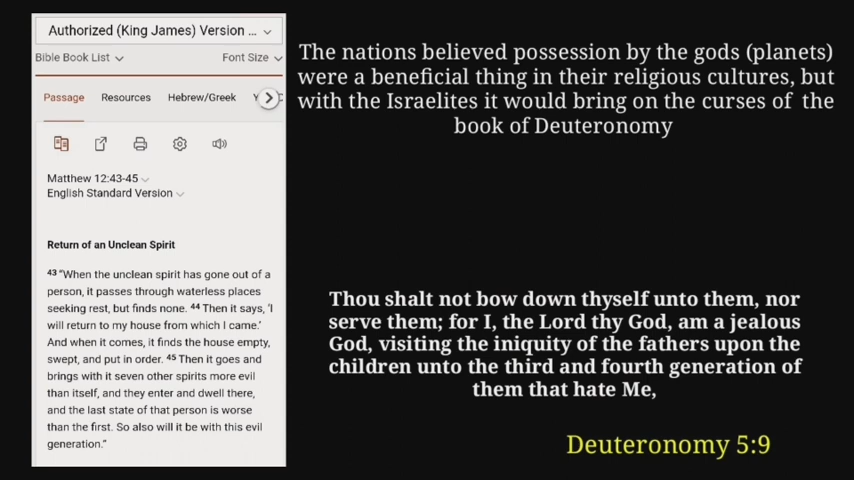 Authorized (King James) Version ...
Bible Book List
Font Size
Passage
Resources
Hebrew/Greek
Matthew 12:43-45
English Standard Version
Return of an Unclean Spirit
43 “When the unclean spirit has gone out of a
person, it passes through waterless places
seeking rest, but finds none. 44 Then it says, ‘I
will return to my house from which I came.’
And when it comes, it finds the house empty,
swept, and put in order. 45 Then it goes and
brings with it seven other spirits more evil
than itself, and they enter and dwell there,
and the last state of that person is worse
than the first. So also will it be with this evil
generation.”
The nations believed possession by the gods (planets)
were a beneficial thing in their religious cultures, but
with the Israelites it would bring on the curses of the
book of Deuteronomy
Thou shalt not bow down thyself unto them, nor
serve them; for I, the Lord thy God, am a jealous
God, visiting the iniquity of the fathers upon the
children unto the third and fourth generation of
them that hate Me,
Deuteronomy 5:9